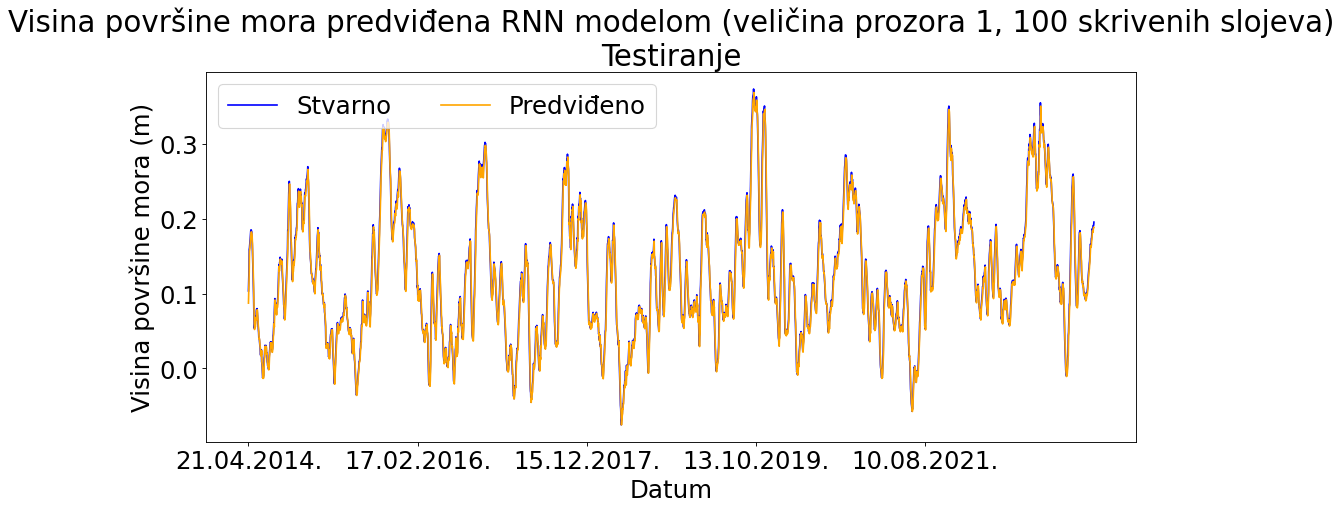 Visina površine mora predviđena RNN modelom (veličina prozora 1, 100 skrivenih slojeva)
Testiranje
Stvarno Predviđeno
Visina površine mora (m)
0.3
0.2
0.1
0.0
21.04.2014. 17.02.2016. 15.12.2017. 13.10.2019. 10.08.2021.
Datum